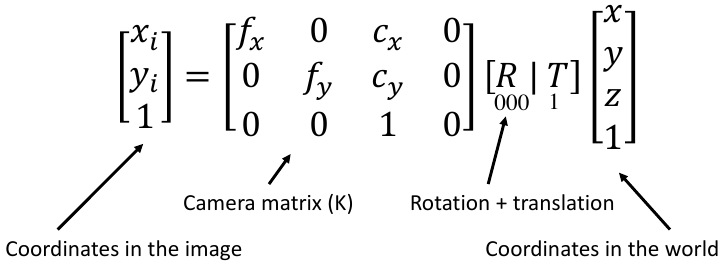 [x_i] [f_x 0 c_x 0] [x]
[y_i] = [0 f_y c_y 0] [R | T] [y]
000 1 [z]
[1] [0 0 1 0] [1]
Camera matrix (K) Rotation + translation
Coordinates in the image Coordinates in the world